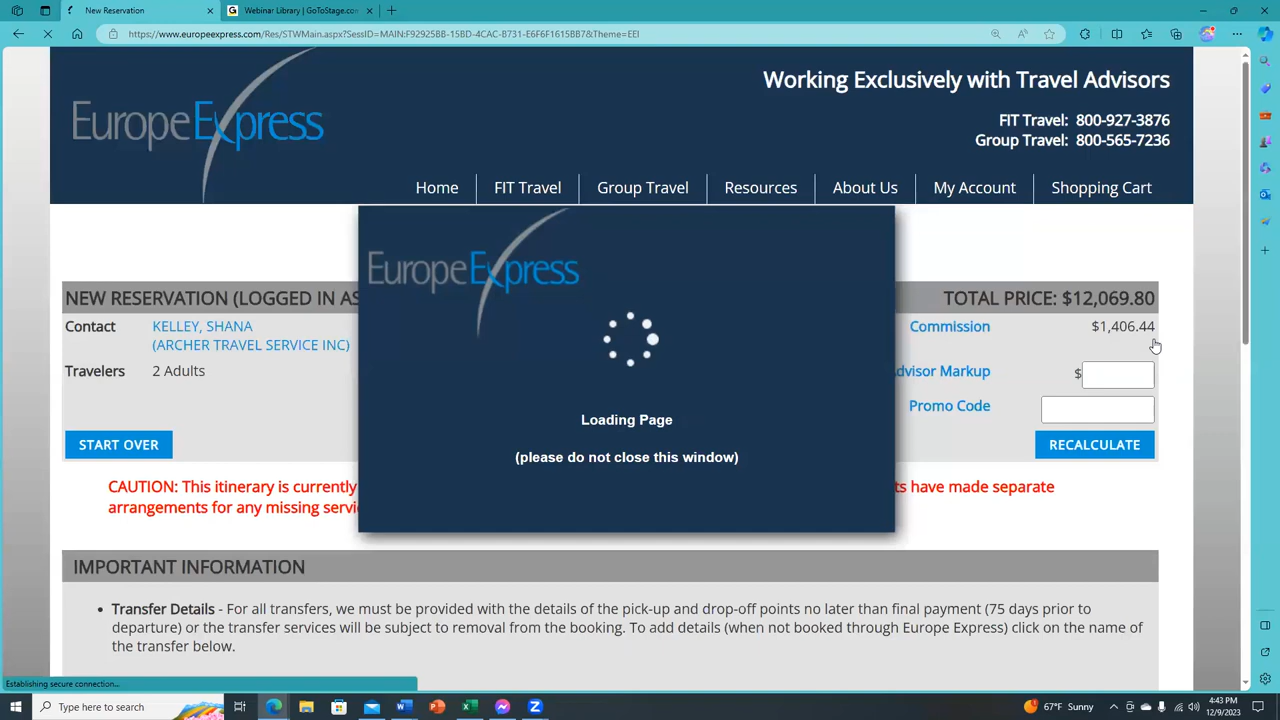 New Reservation
Webinar Library | GoToStage.co
https://www.europeexpress.com/Res/STWMain.aspx?SessID=MAIN:F92925BB-15BD-4CAC-B731-E6F6F1615BB7&Theme=EEI
EuropeExpress
Working Exclusively with Travel Advisors
FIT Travel: 800-927-3876
Group Travel: 800-565-7236
Home FIT Travel Group Travel Resources About Us My Account Shopping Cart
EuropeExpress
Loading Page
(please do not close this window)
NEW RESERVATION (LOGGED IN AS TOTAL PRICE: $12,069.80
Contact KELLEY, SHANA Commission $1,406.44
(ARCHER TRAVEL SERVICE INC)
Travelers 2 Adults dvisor Markup $
Promo Code
START OVER RECALCULATE
CAUTION: This itinerary is currently ts have made separate
arrangements for any missing servi
IMPORTANT INFORMATION
• Transfer Details - For all transfers, we must be provided with the details of the pick-up and drop-off points no later than final payment (75 days prior to
departure) or the transfer services will be subject to removal from the booking. To add details (when not booked through Europe Express) click on the name of
the transfer below.
Establishing secure connection...
Type here to search
67°F Sunny
4:43 PM
12/9/2023